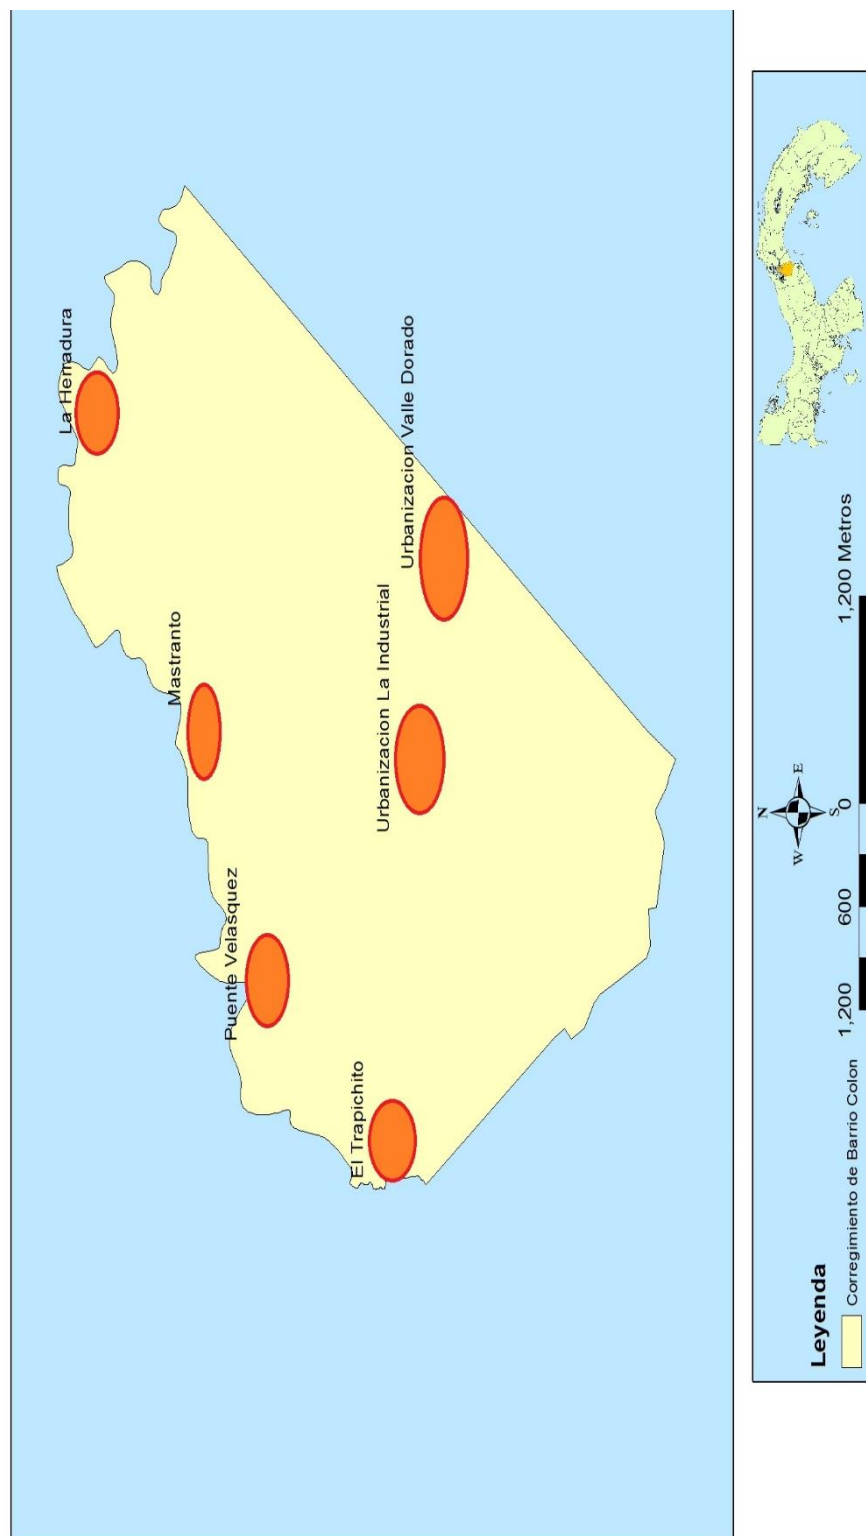 La Herradura
Mastranto
Puente Velasquez
El Trapichito
Urbanizacion La Industrial
Urbanizacion Valle Dorado
N
W E
S
Leyenda
Corregimiento de Barrio Colon
1,200 600 0 1,200 Metros